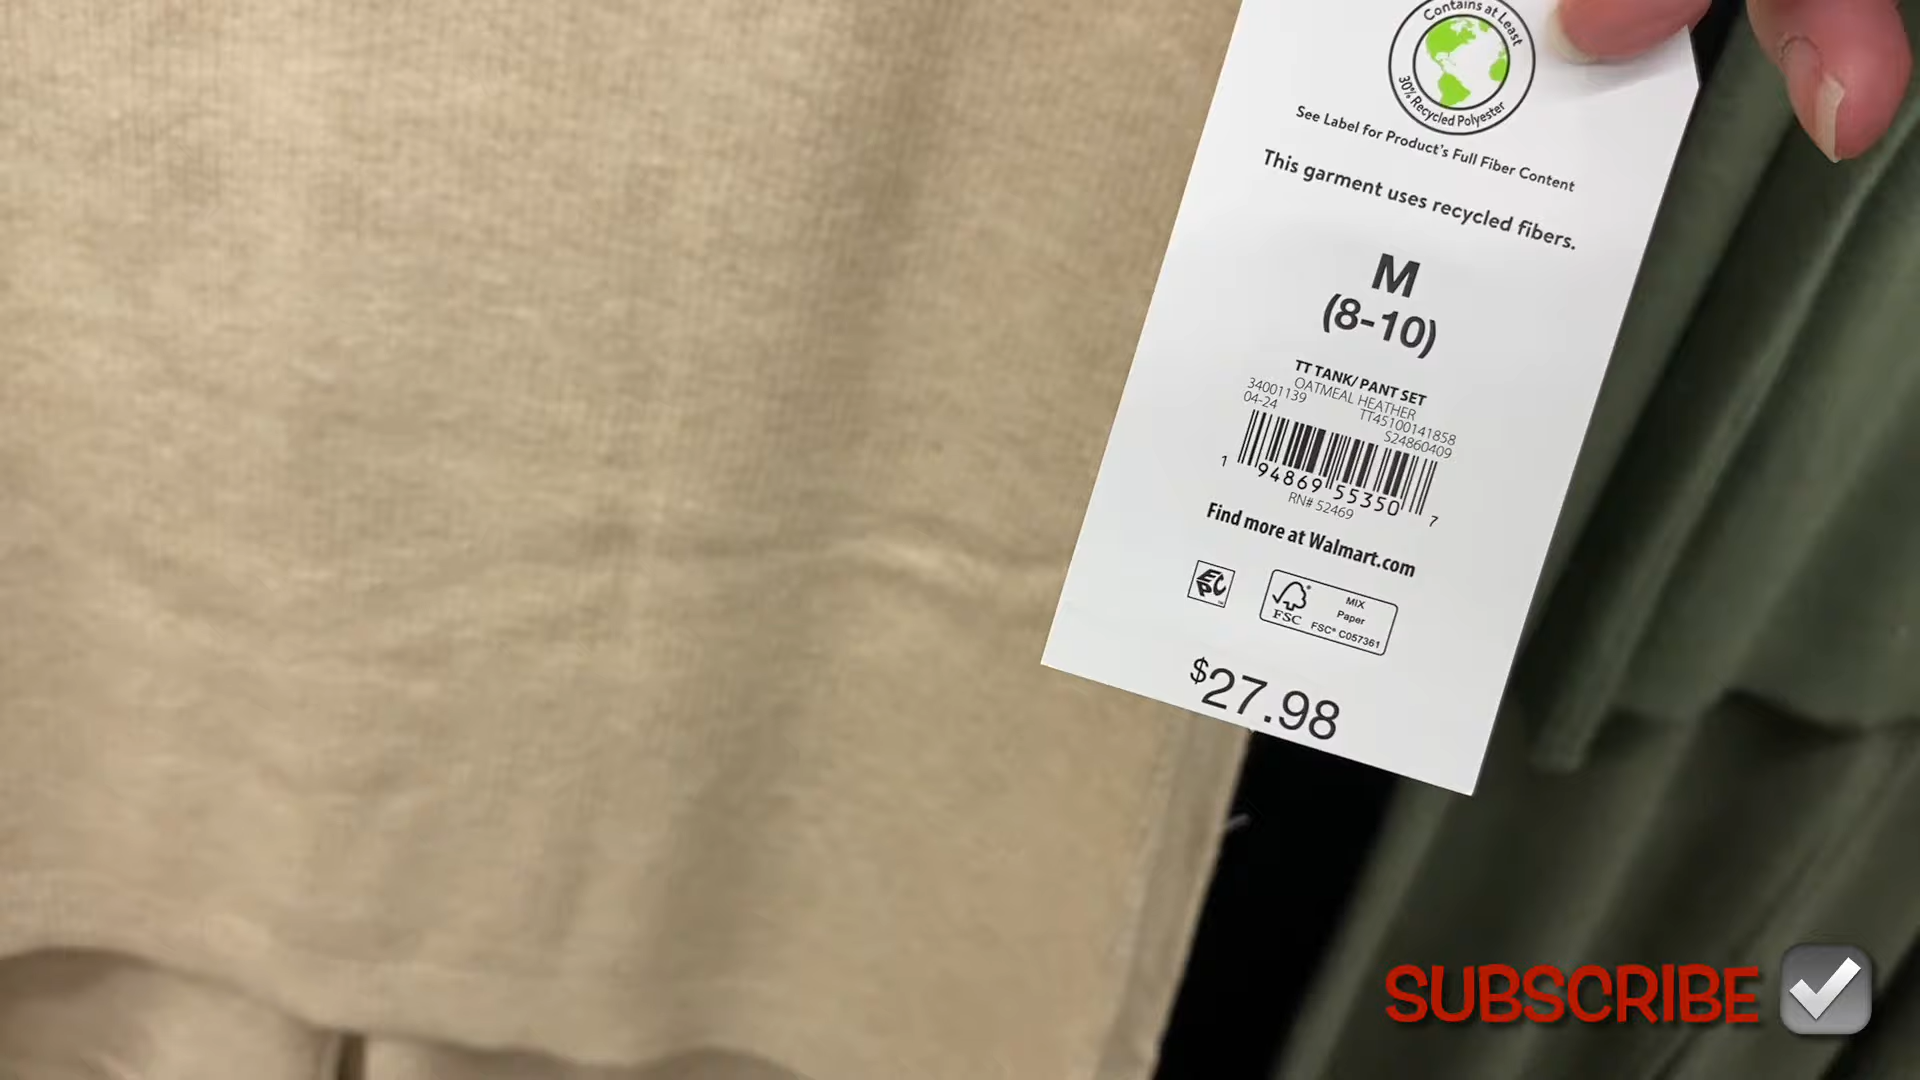 Contains at Least
30% Recycled Polyester
See Label for Product's Full Fiber Content
This garment uses recycled fibers.
M
(8-10)
TT TANK/ PANT SET
OATMEAL HEATHER
34001139 TT45100141858
04-24 S24860409
1 94869 55350 7
RN# 52469
Find more at Walmart.com
EPC
FSC
MIX
Paper
FSC® C057361
$27.98
SUBSCRIBE